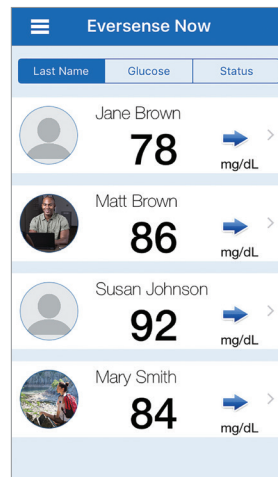 Eversense Now
Last Name Glucose Status
Jane Brown
78
mg/dL
Matt Brown
86
mg/dL
Susan Johnson
92
mg/dL
Mary Smith
84
mg/dL